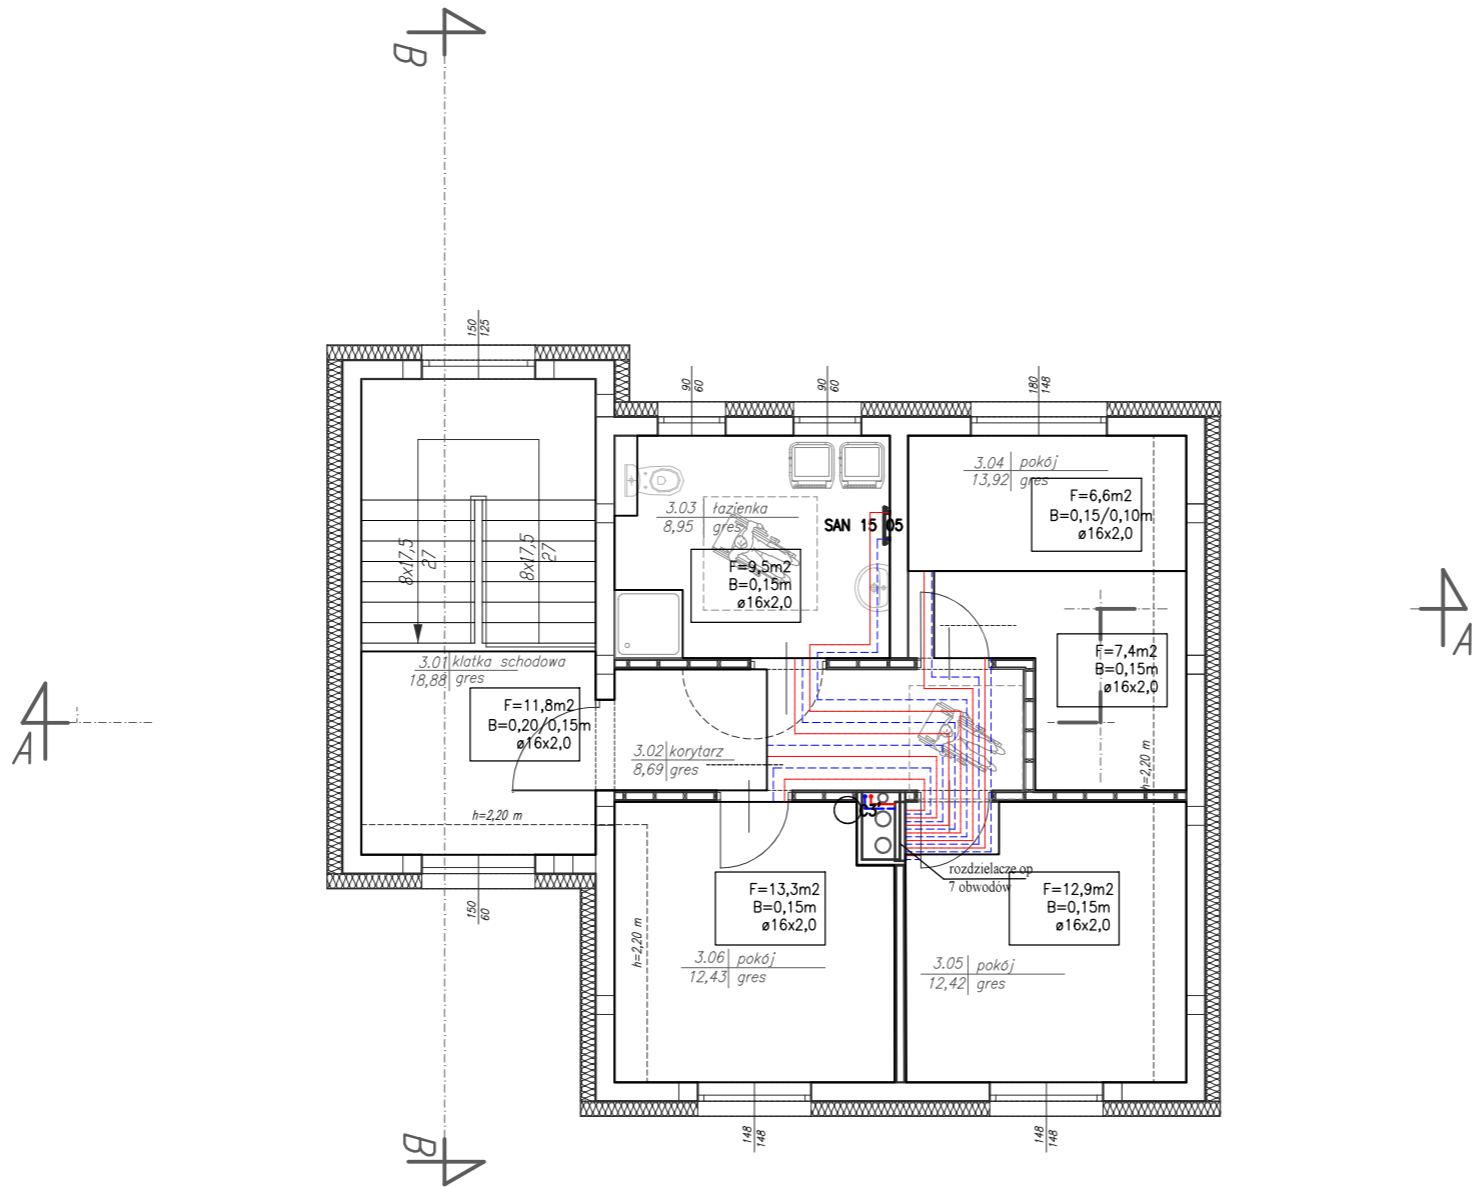 B
150
125
90
60
90
60
180
148
3.04 pokój
13,92 gres
F=6,6m2
B=0,15/0,10m
ø16x2,0
3.03 łazienka
8,95 gres
SAN 15 05
F=9,5m2
B=0,15m
ø16x2,0
8x17,5
27
8x17,5
27
A
3.01 klatka schodowa
18,88 gres
F=11,8m2
B=0,20/0,15m
ø16x2,0
F=7,4m2
B=0,15m
ø16x2,0
A
3.02 korytarz
8,69 gres
h=2,20 m
h=2,20 m
rozdzielacze op
7 obwodów
F=13,3m2
B=0,15m
ø16x2,0
F=12,9m2
B=0,15m
ø16x2,0
150
60
h=2,20 m
3.06 pokój
12,43 gres
3.05 pokój
12,42 gres
148
148
148
148
B